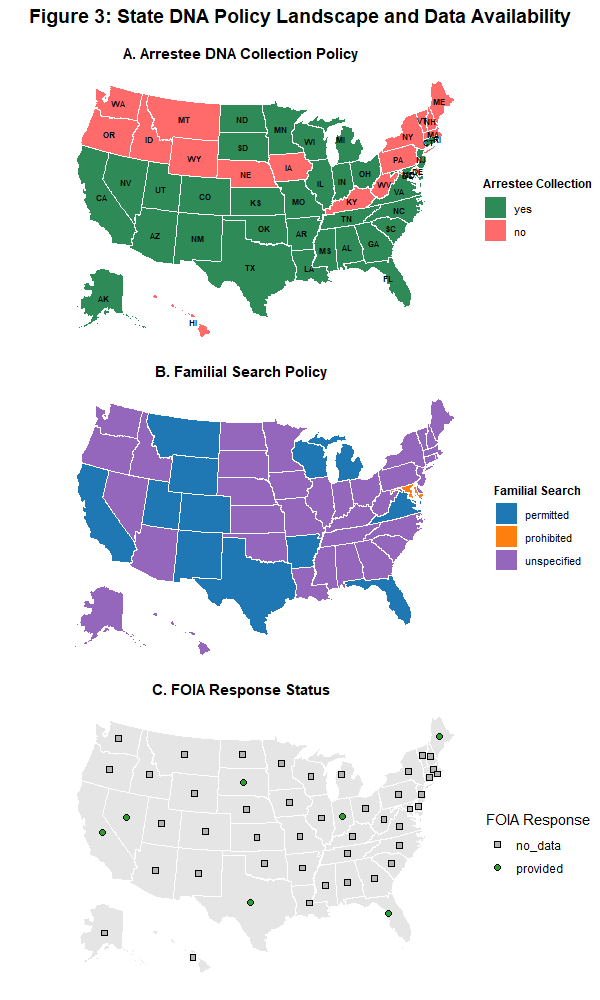 Figure 3: State DNA Policy Landscape and Data Availability
A. Arrestee DNA Collection Policy
WA
OR
ID
MT
WY
ND
SD
NE
MN
IA
WI
MI
ME
VT
NH
NY
MA
RI
CT
PA
NJ
DE
CA
NV
UT
CO
KS
MO
IL
IN
OH
WV
VA
KY
NC
TN
SC
AZ
NM
OK
AR
TX
LA
MS
AL
GA
FL
AK
HI
Arrestee Collection
yes
no
B. Familial Search Policy
Familial Search
permitted
prohibited
unspecified
C. FOIA Response Status
FOIA Response
no_data
provided